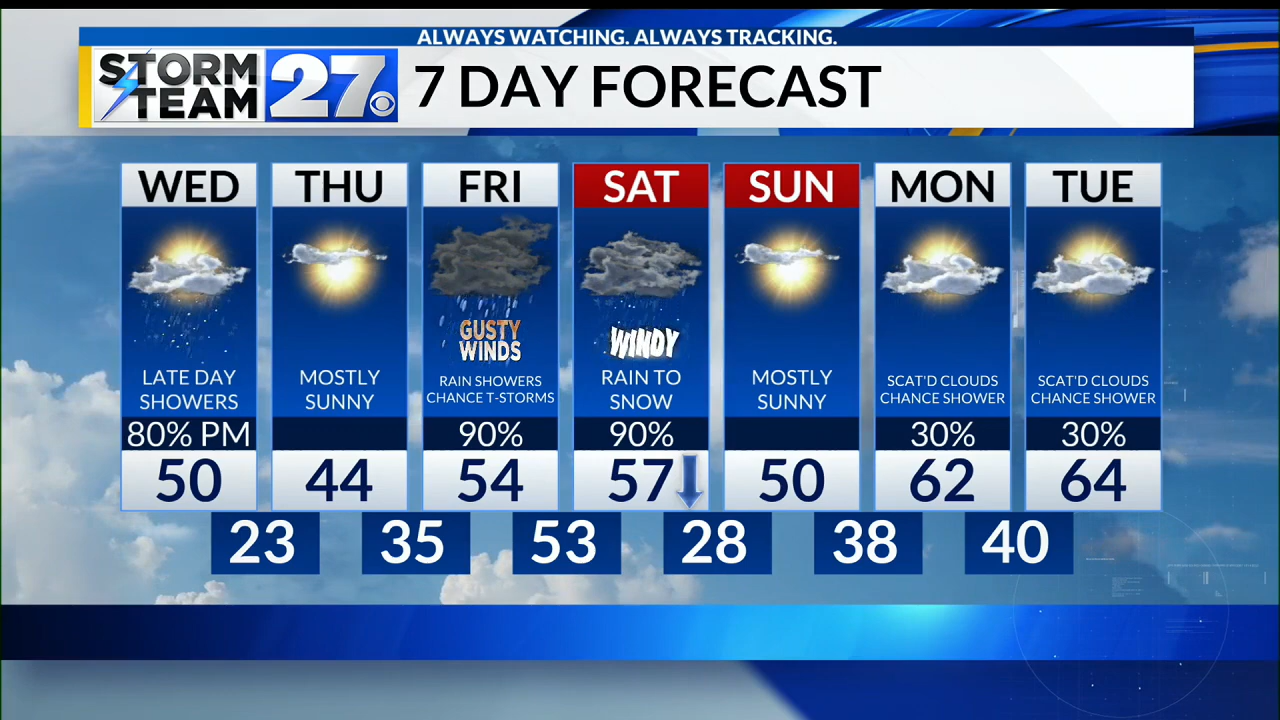 ALWAYS WATCHING. ALWAYS TRACKING.
STORM
TEAM
27
7 DAY FORECAST
WED
THU
FRI
SAT
SUN
MON
TUE
GUSTY
WINDS
WINDY
LATE DAY
SHOWERS
MOSTLY
SUNNY
RAIN SHOWERS
CHANCE T-STORMS
RAIN TO
SNOW
MOSTLY
SUNNY
SCAT'D CLOUDS
CHANCE SHOWER
SCAT'D CLOUDS
CHANCE SHOWER
80% PM
90%
90%
30%
30%
50
44
54
57
50
62
64
23
35
53
28
38
40